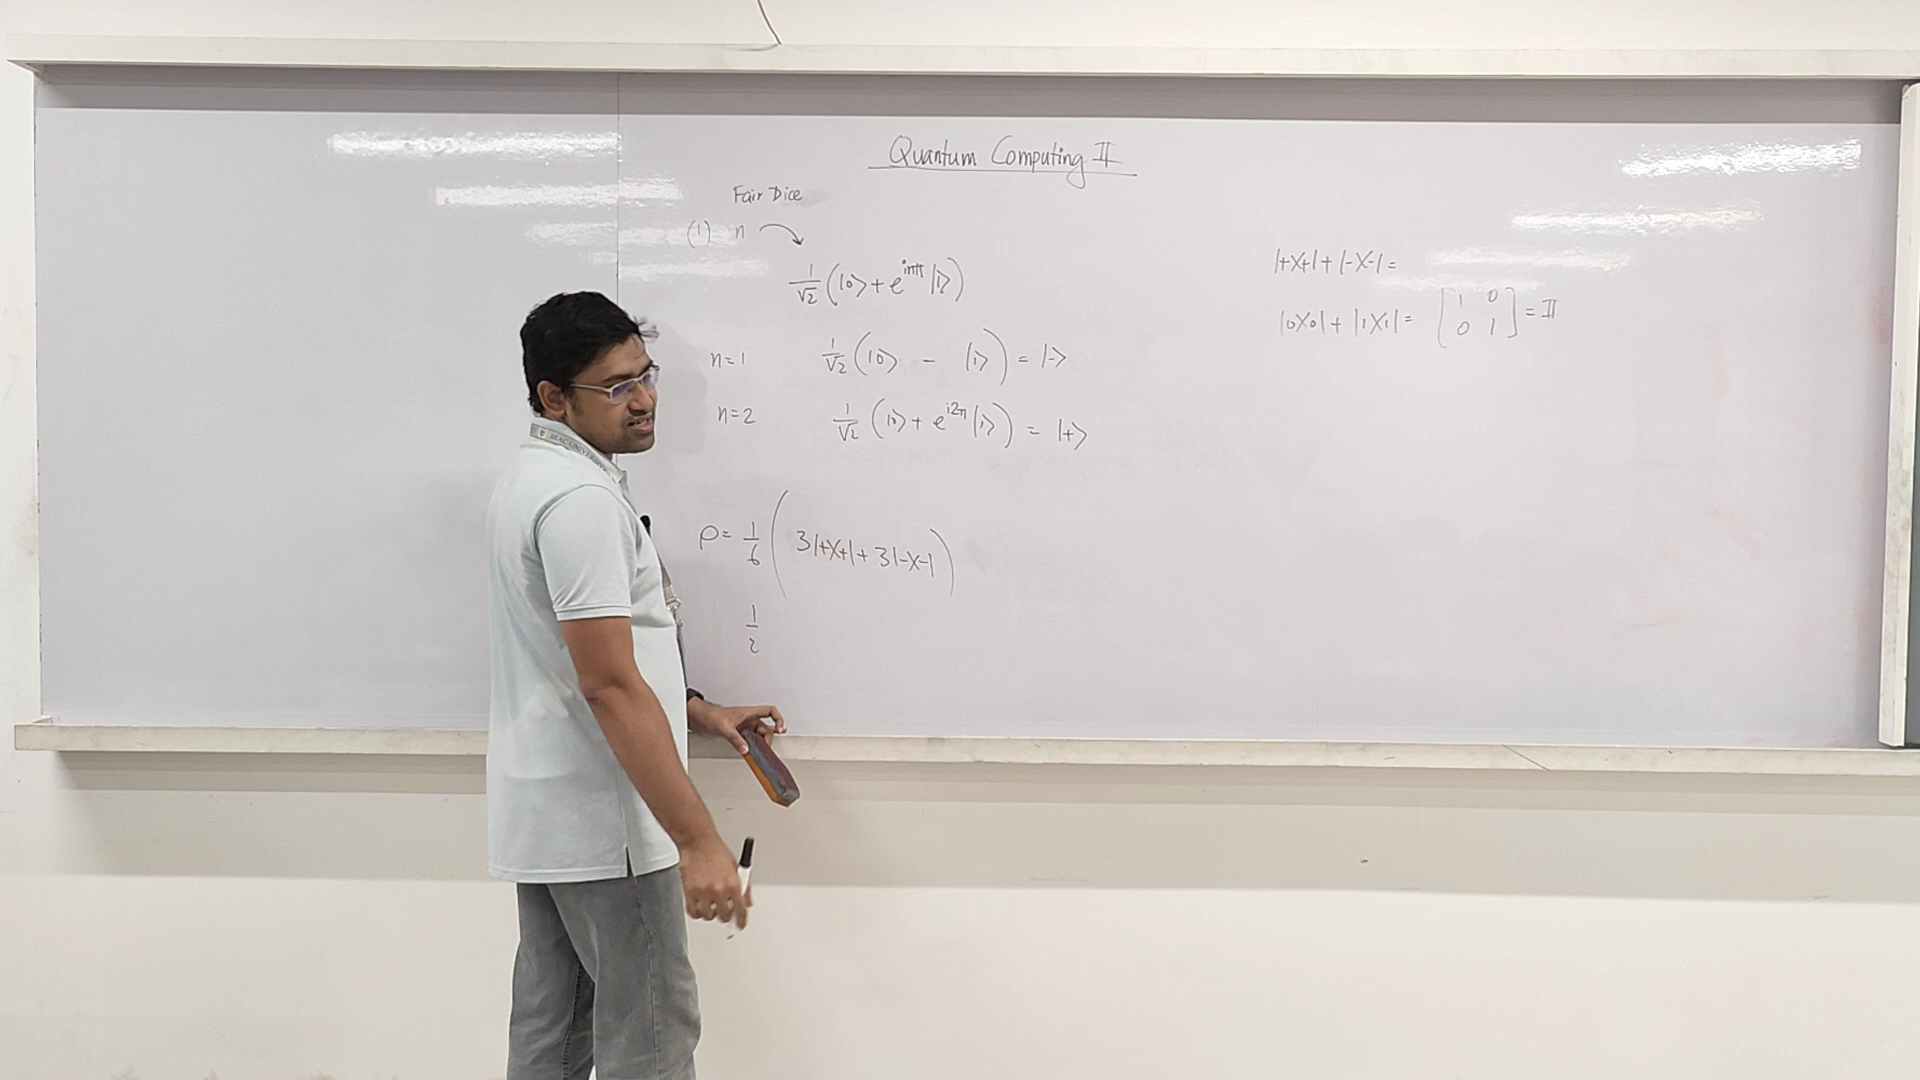 Quantum Computing II
Fair Dice
(1) n
1/√2 (|0> + e^{inπ} |1>)
n=1 1/√2 (|0> - |1>) = |->
n=2 1/√2 (|0> + e^{i2π} |1>) = |+>
ρ = 1/6 (3|+X+| + 3|-X-|)
1/2
|+X+| + |-X-| =
|0X0| + |1X1| = [1 0
0 1] = II